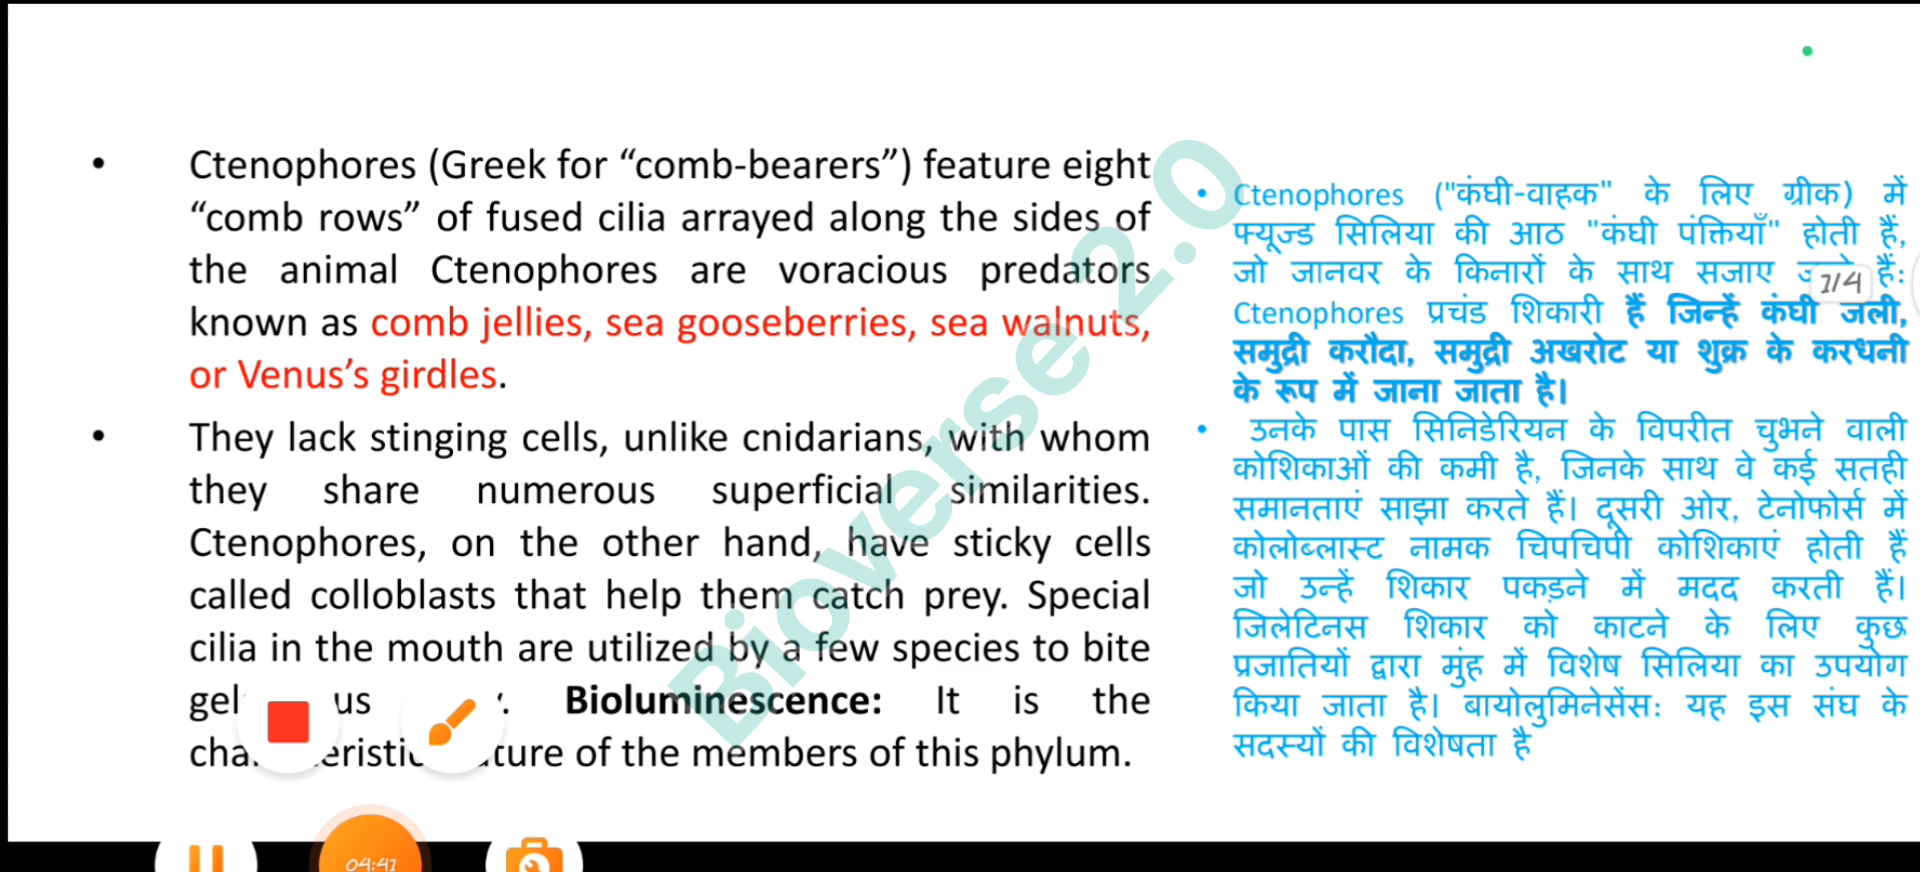 • Ctenophores (Greek for “comb-bearers”) feature eight
“comb rows” of fused cilia arrayed along the sides of
the animal Ctenophores are voracious predators
known as comb jellies, sea gooseberries, sea walnuts,
or Venus’s girdles.
• They lack stinging cells, unlike cnidarians, with whom
they share numerous superficial similarities.
Ctenophores, on the other hand, have sticky cells
called colloblasts that help them catch prey. Special
cilia in the mouth are utilized by a few species to bite
Bioluminescence: It is the
of the members of this phylum.
• Ctenophores ("कंघी-वाहक" के लिए ग्रीक) में
फ्यूज्ड सिलिया की आठ "कंघी पंक्तियाँ" होती हैं,
जो जानवर के किनारों के साथ सजाए हैं:
Ctenophores प्रचंड शिकारी हैं जिन्हें कंघी जली,
समुद्री करौदा, समुद्री अखरोट या शुक्र के करधनी
के रूप में जाना जाता है।
• उनके पास सिनिडेरियन के विपरीत चुभने वाली
कोशिकाओं की कमी है, जिनके साथ वे कई सतही
समानताएं साझा करते हैं। दूसरी ओर, टेनोफोर्स में
कोलोब्लास्ट नामक चिपचिपी कोशिकाएं होती हैं
जो उन्हें शिकार पकड़ने में मदद करती हैं।
जिलेटिनस शिकार को काटने के लिए कुछ
प्रजातियों द्वारा मुंह में विशेष सिलिया का उपयोग
किया जाता है। बायोलुमिनेसेंस: यह इस संघ के
सदस्यों की विशेषता है
Bioverse 2.0
04:41